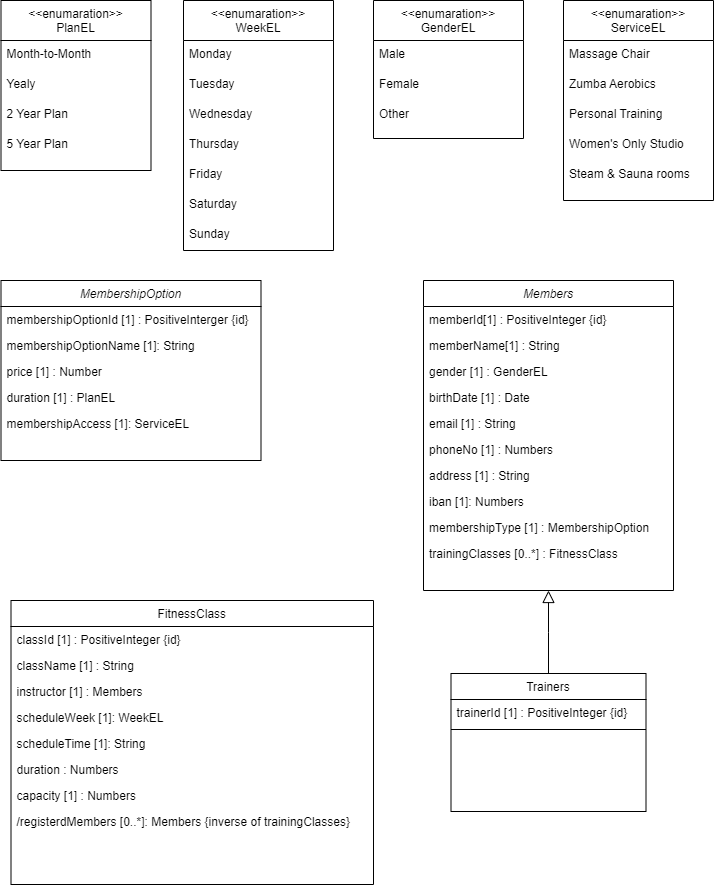 <<enumaration>>
PlanEL
Month-to-Month
Yealy
2 Year Plan
5 Year Plan
<<enumaration>>
WeekEL
Monday
Tuesday
Wednesday
Thursday
Friday
Saturday
Sunday
<<enumaration>>
GenderEL
Male
Female
Other
<<enumaration>>
ServiceEL
Massage Chair
Zumba Aerobics
Personal Training
Women's Only Studio
Steam & Sauna rooms
MembershipOption
membershipOptionId [1] : PositiveInterger {id}
membershipOptionName [1]: String
price [1] : Number
duration [1] : PlanEL
membershipAccess [1]: ServiceEL
Members
memberId[1] : PositiveInteger {id}
memberName[1] : String
gender [1] : GenderEL
birthDate [1] : Date
email [1] : String
phoneNo [1] : Numbers
address [1] : String
iban [1]: Numbers
membershipType [1] : MembershipOption
trainingClasses [0..*] : FitnessClass
FitnessClass
classId [1] : PositiveInteger {id}
className [1] : String
instructor [1] : Members
scheduleWeek [1]: WeekEL
scheduleTime [1]: String
duration : Numbers
capacity [1] : Numbers
/registerdMembers [0..*]: Members {inverse of trainingClasses}
Trainers
trainerId [1] : PositiveInteger {id}